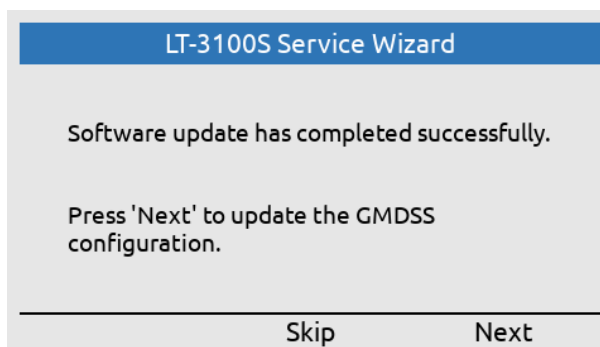 LT-3100S Service Wizard
Software update has completed successfully.
Press 'Next' to update the GMDSS
configuration.
Skip Next